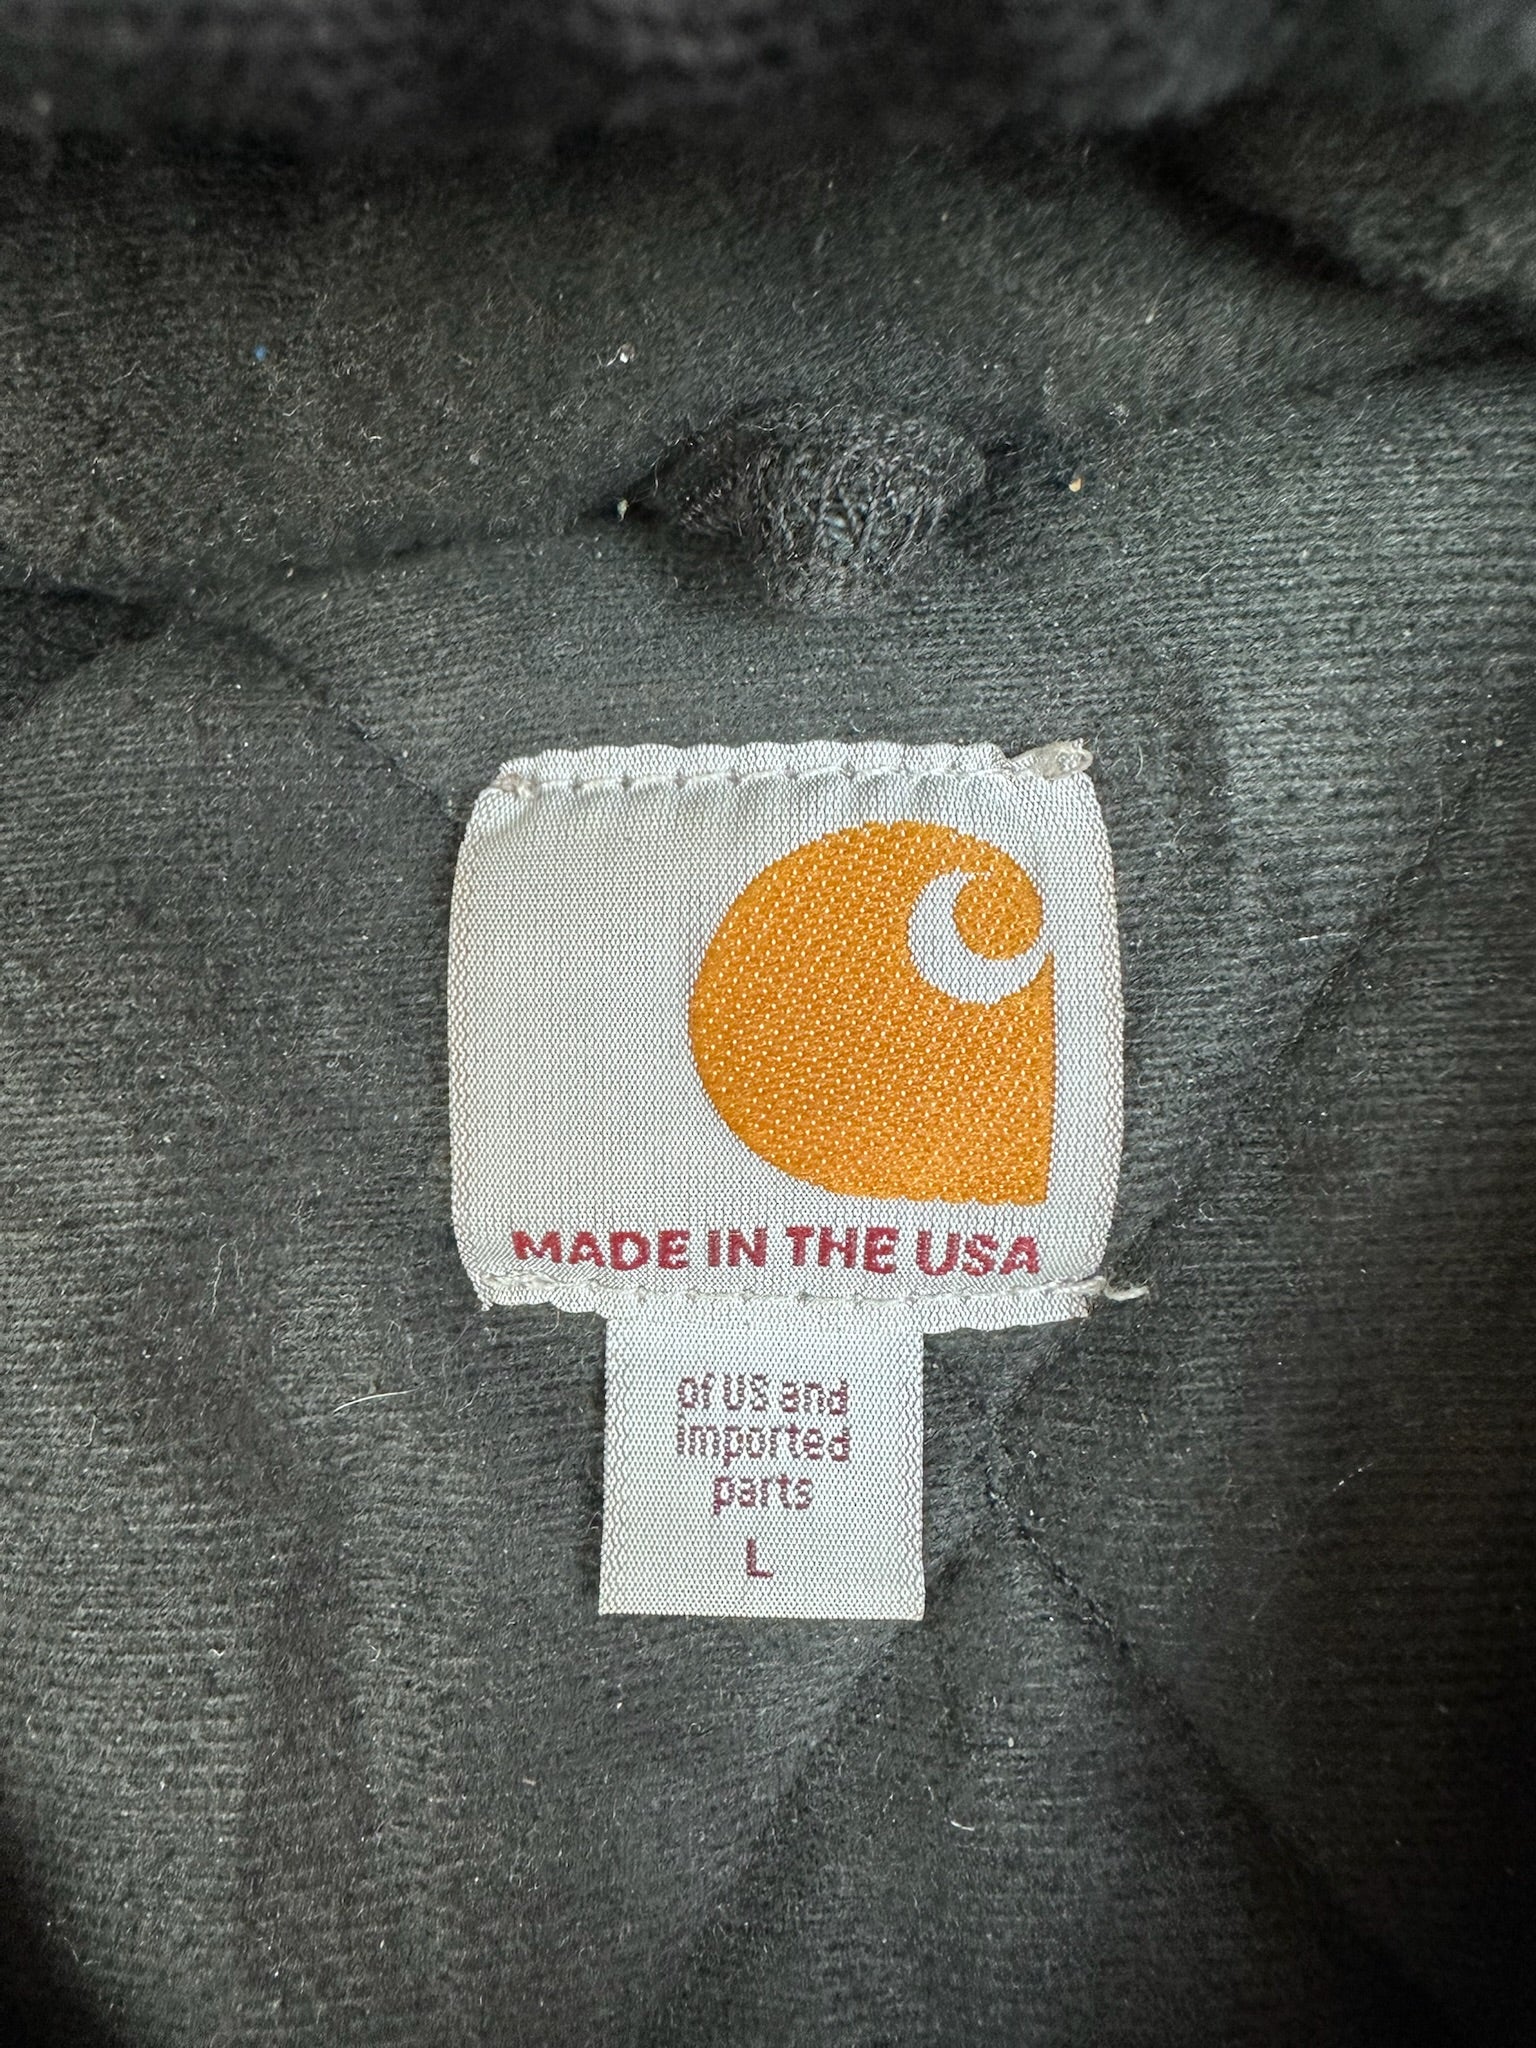 MADE IN THE USA
of US and
imported
parts
L